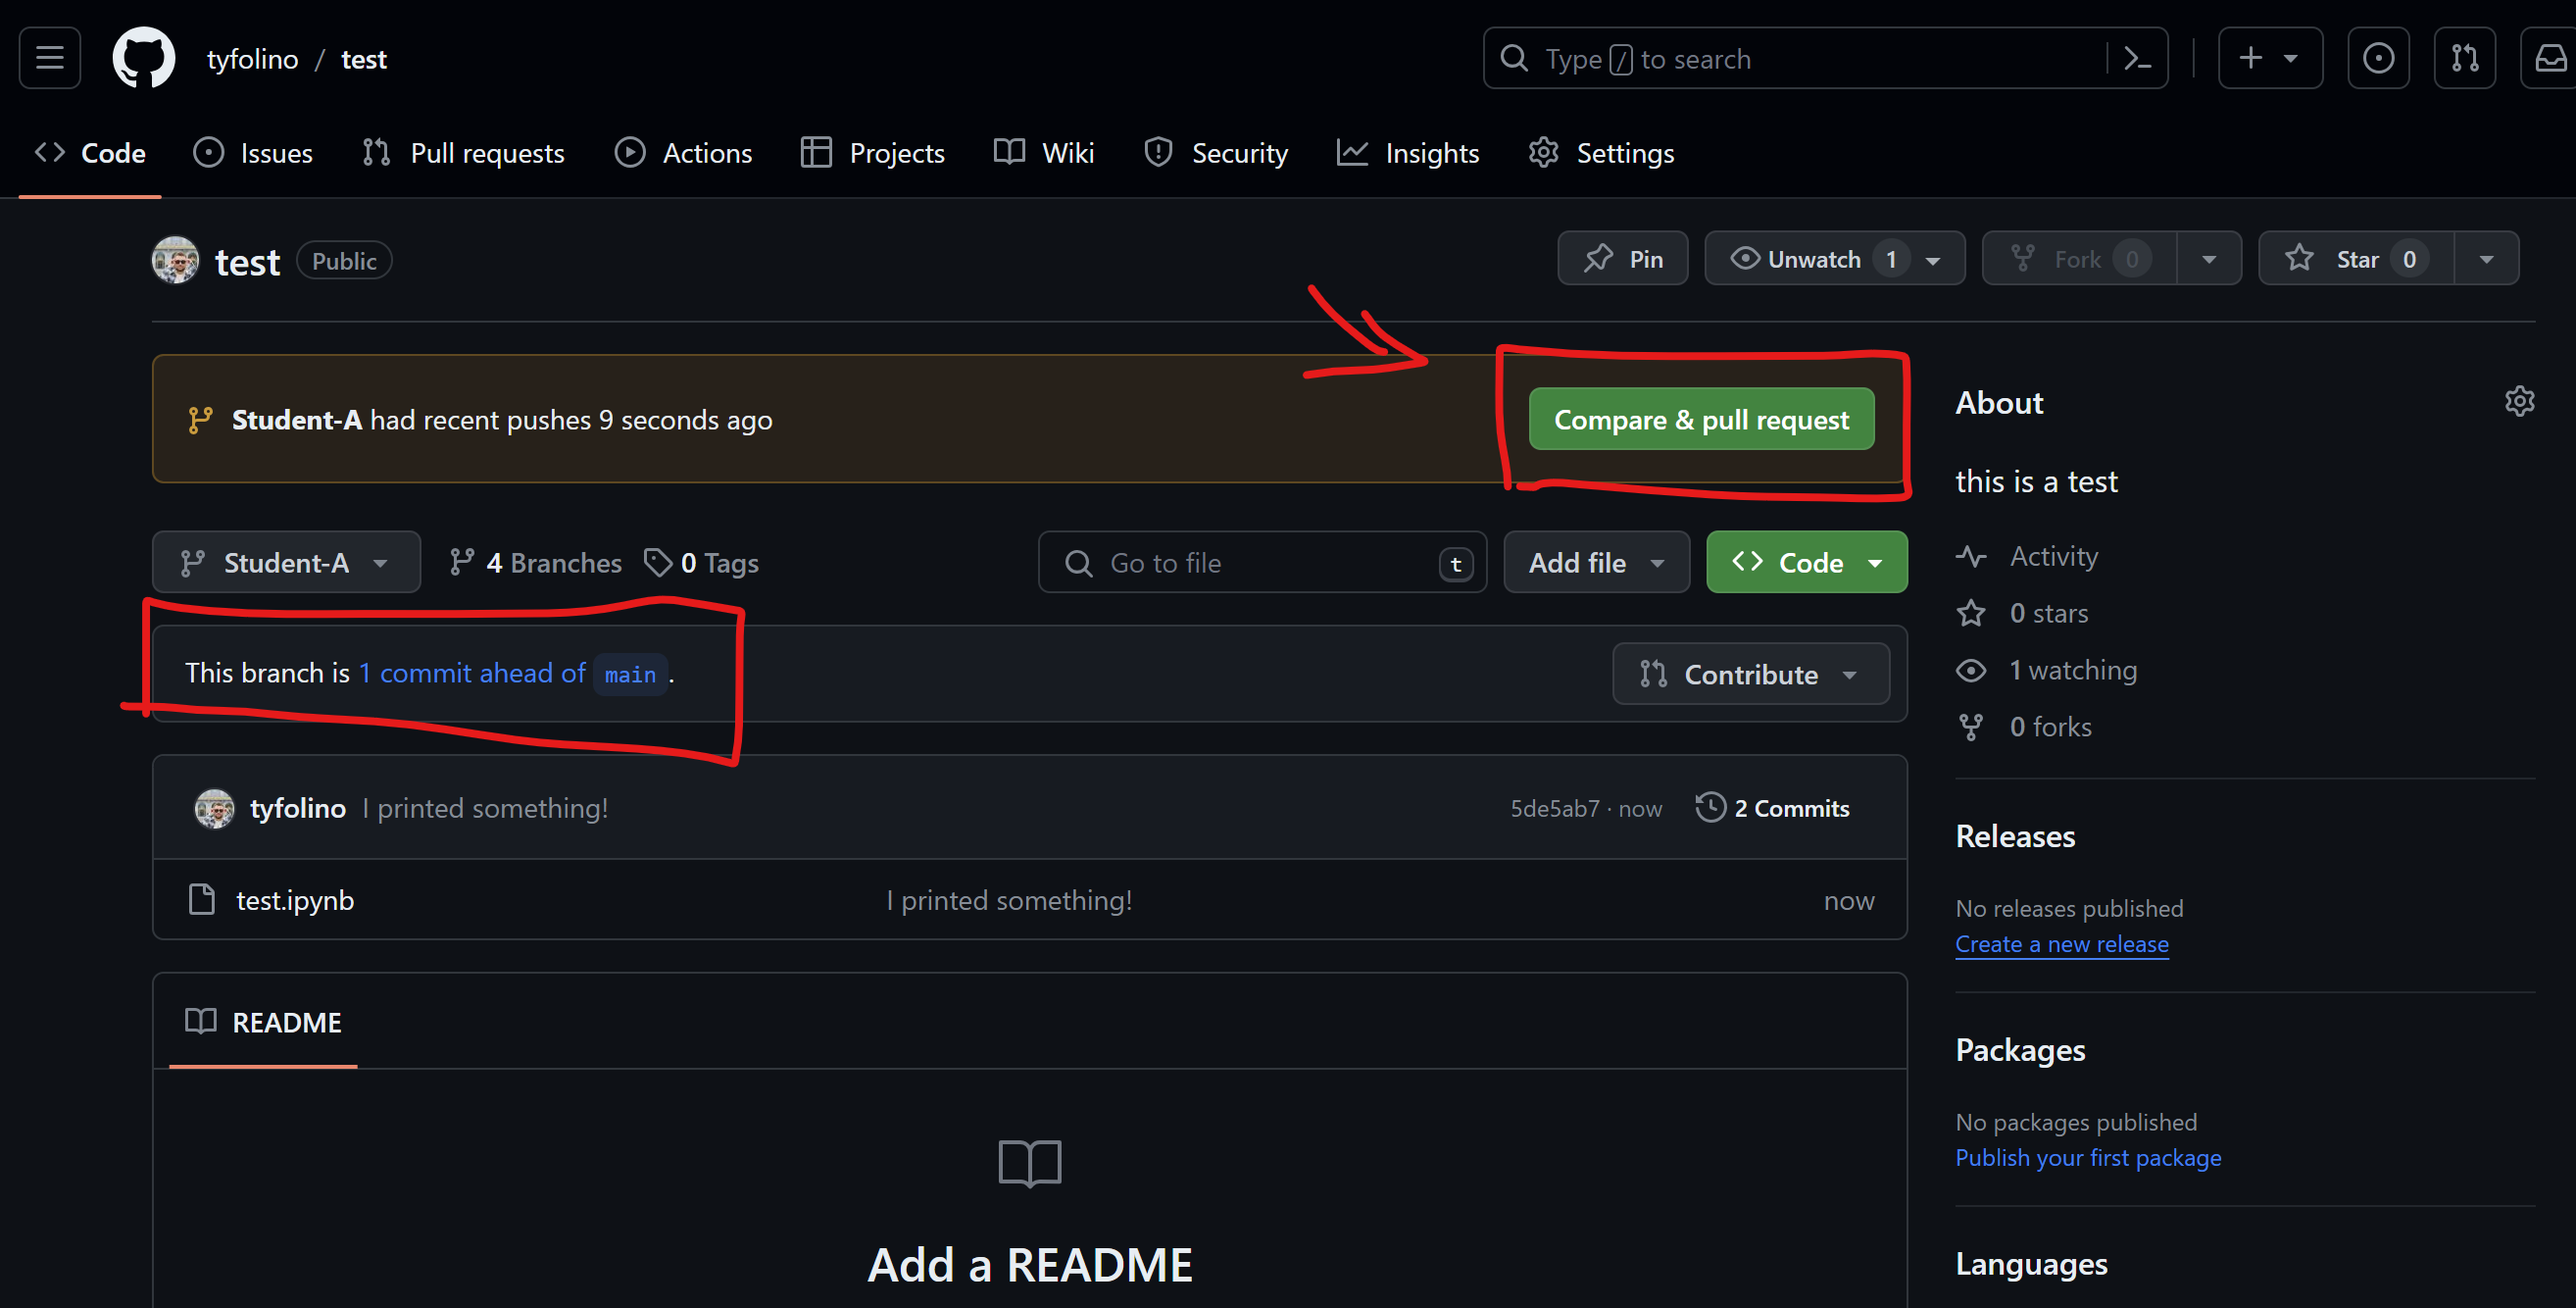 tyfolino / test
Type / to search
Code Issues Pull requests Actions Projects Wiki Security Insights Settings
test Public
Pin Unwatch 1 Fork 0 Star 0
Student-A had recent pushes 9 seconds ago
Compare & pull request
Student-A 4 Branches 0 Tags
Go to file t
Add file
Code
This branch is 1 commit ahead of main.
Contribute
tyfolino I printed something!
5de5ab7 · now 2 Commits
test.ipynb I printed something! now
README
Add a README
About
this is a test
Activity
0 stars
1 watching
0 forks
Releases
No releases published
Create a new release
Packages
No packages published
Publish your first package
Languages